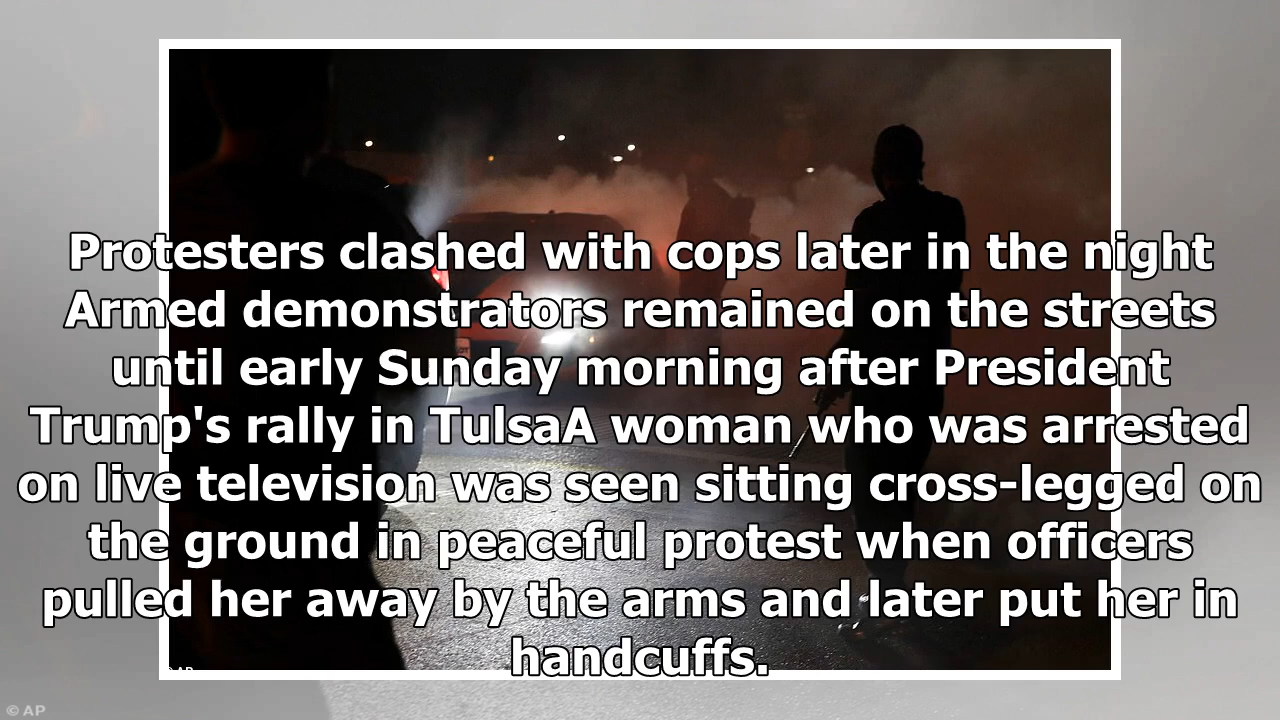 Protesters clashed with cops later in the night
Armed demonstrators remained on the streets
until early Sunday morning after President
Trump's rally in TulsaA woman who was arrested
on live television was seen sitting cross-legged on
the ground in peaceful protest when officers
pulled her away by the arms and later put her in
handcuffs.
©AP
© AP